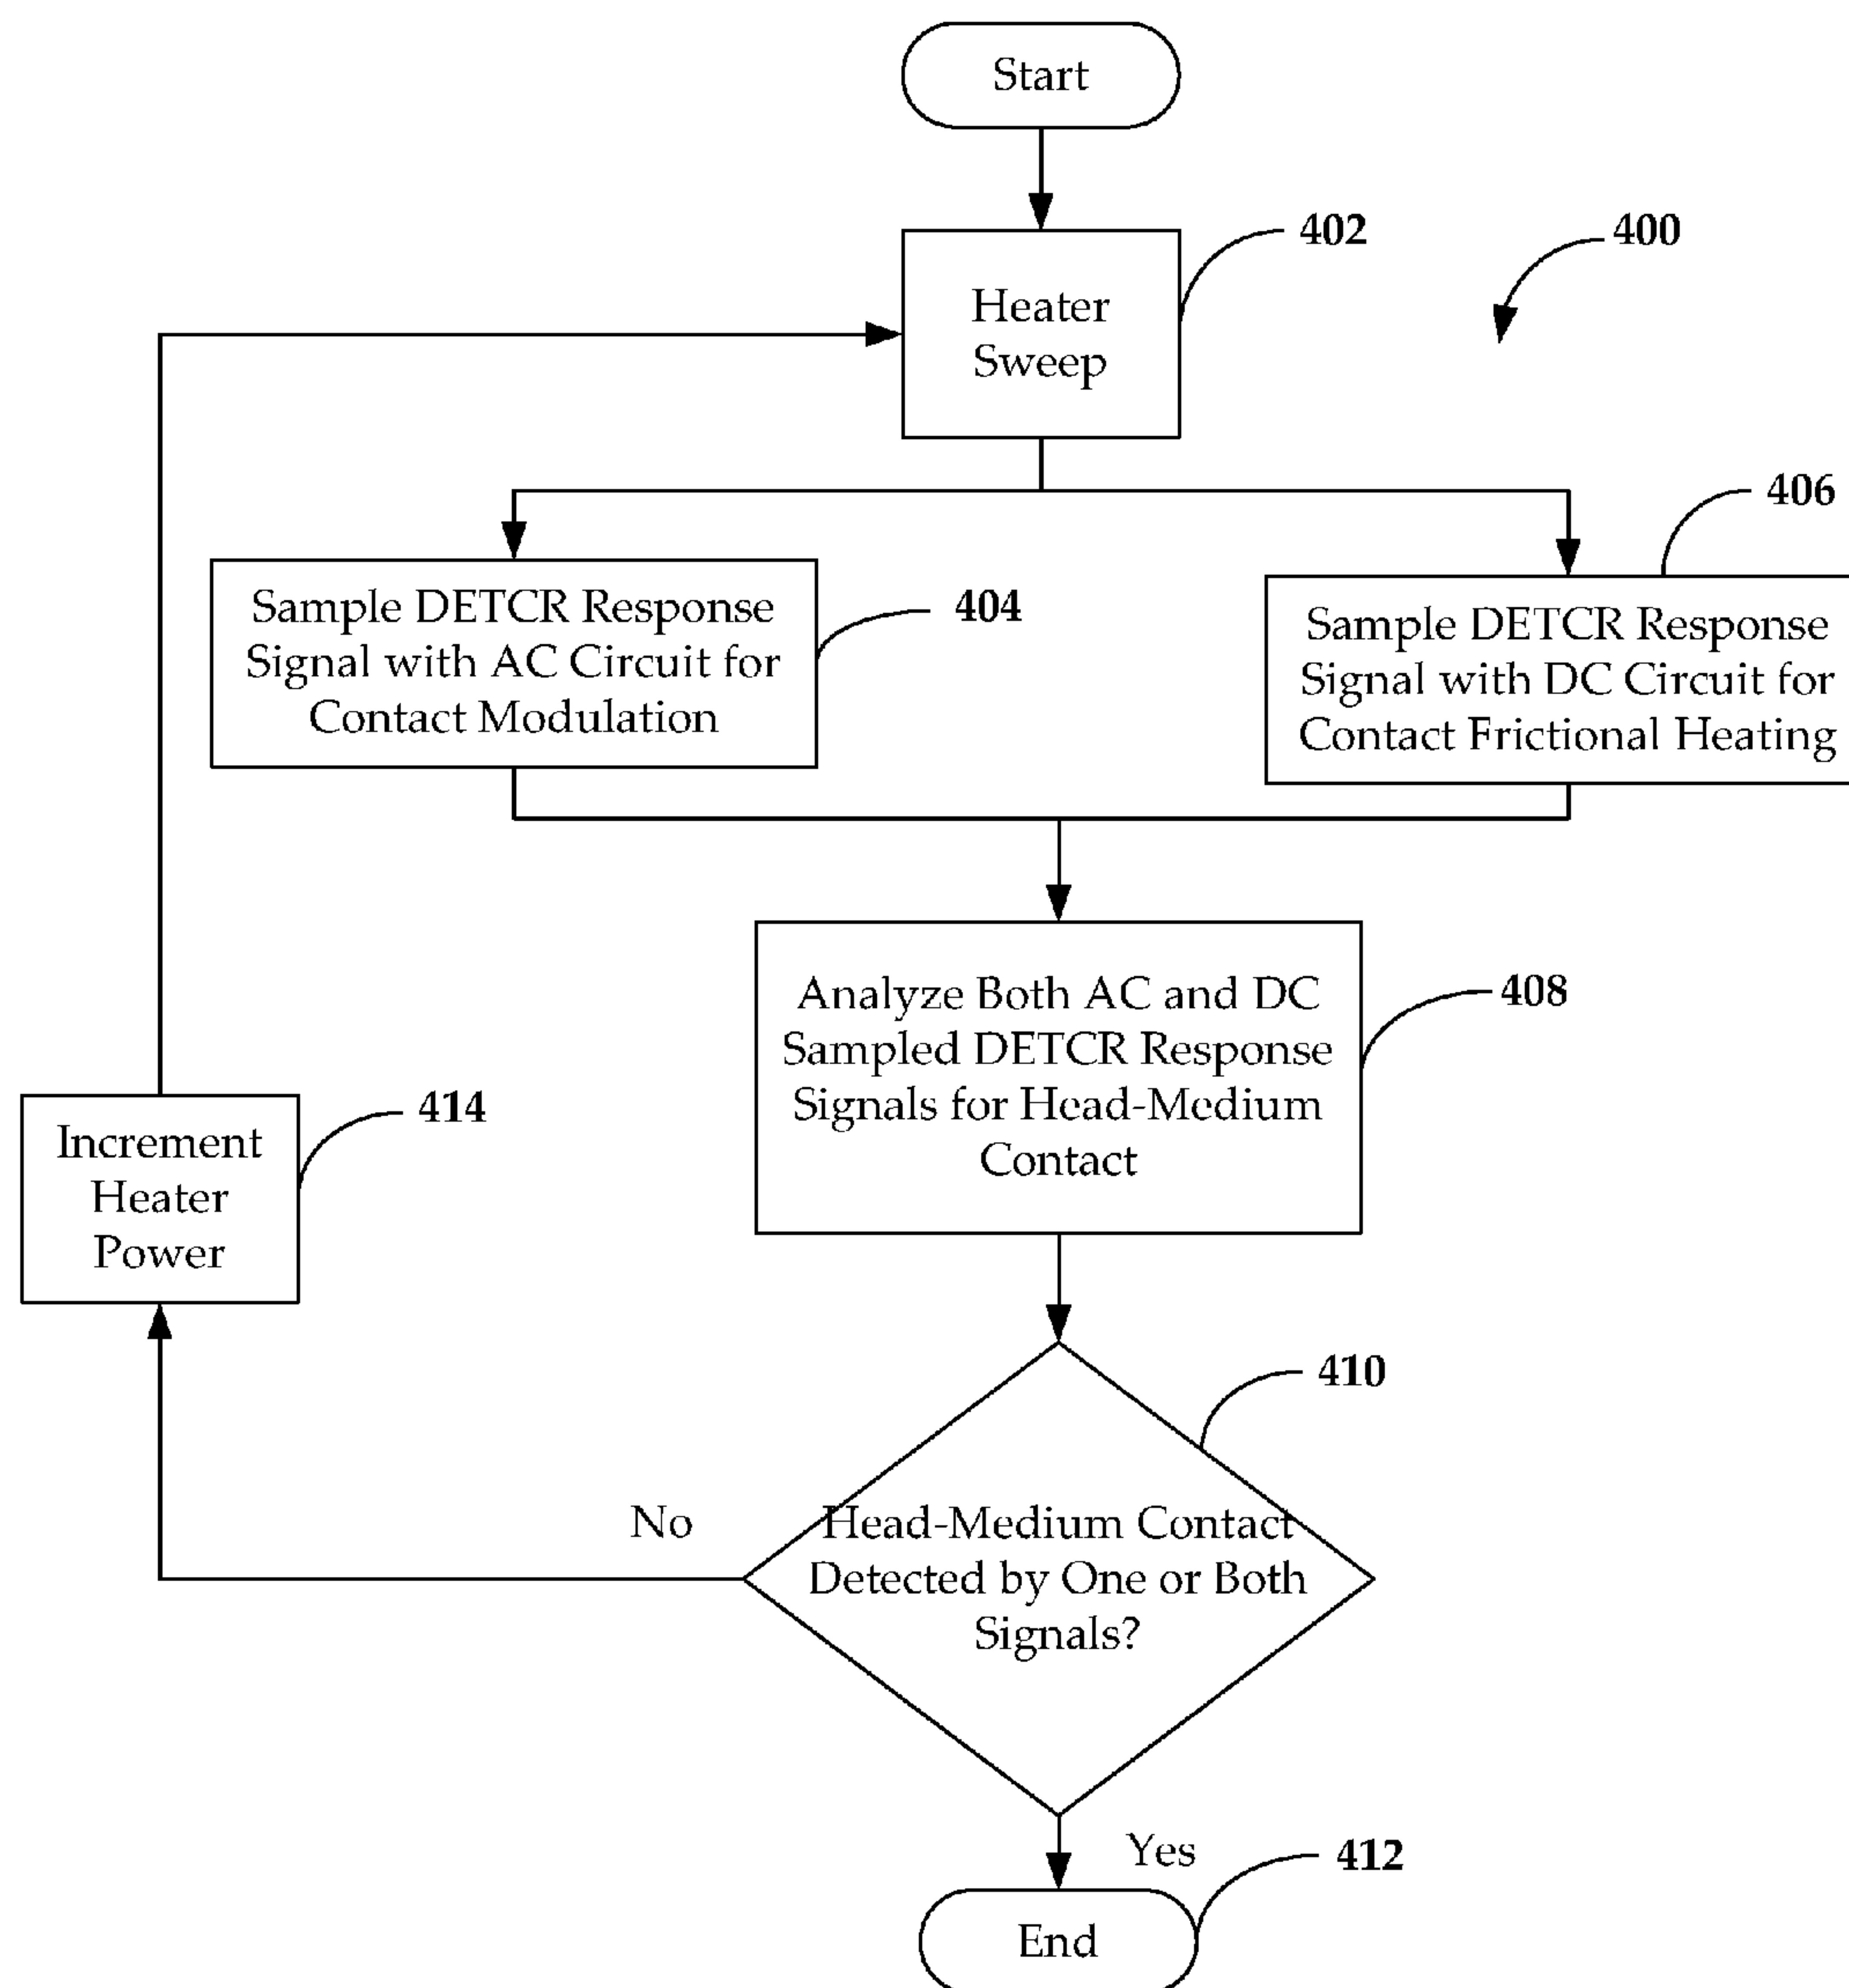 Start
402
400
Heater
Sweep
406
404
Sample DETCR Response
Signal with AC Circuit for
Contact Modulation
Sample DETCR Response
Signal with DC Circuit for
Contact Frictional Heating
408
Analyze Both AC and DC
Sampled DETCR Response
Signals for Head-Medium
Contact
414
Increment
Heater
Power
410
No
Head-Medium Contact
Detected by One or Both
Signals?
Yes
412
End